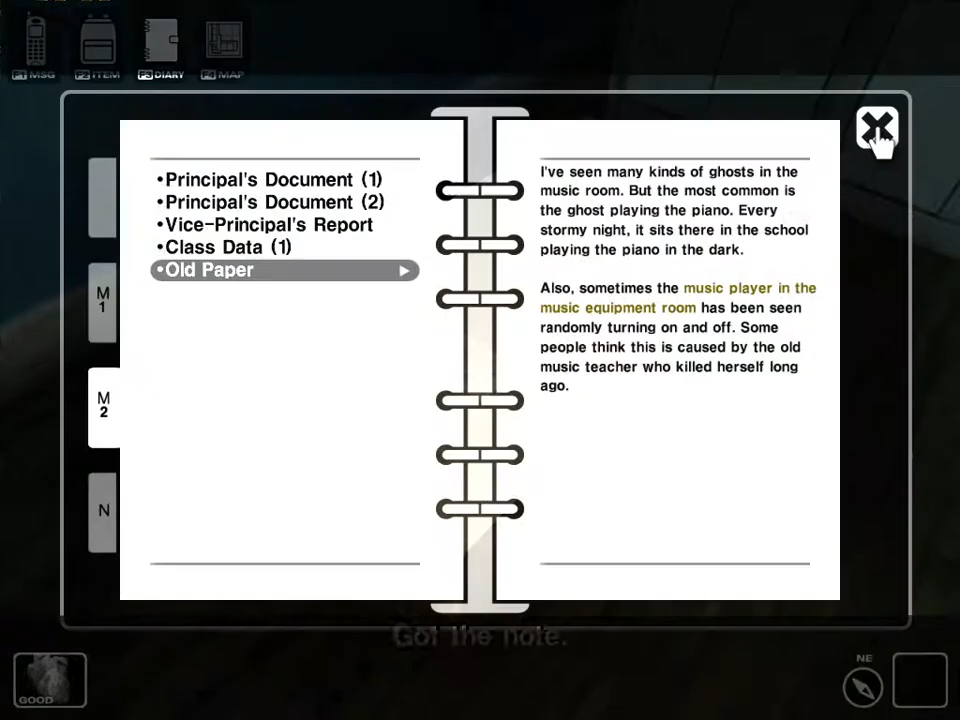 F1 MSG
F2 ITEM
F3 DIARY
F4 MAP
•Principal's Document (1)
•Principal's Document (2)
•Vice-Principal's Report
•Class Data (1)
•Old Paper
M
1
M
2
N
I've seen many kinds of ghosts in the
music room. But the most common is
the ghost playing the piano. Every
stormy night, it sits there in the school
playing the piano in the dark.
Also, sometimes the music player in the
music equipment room has been seen
randomly turning on and off. Some
people think this is caused by the old
music teacher who killed herself long
ago.
Got the note.
GOOD
NE